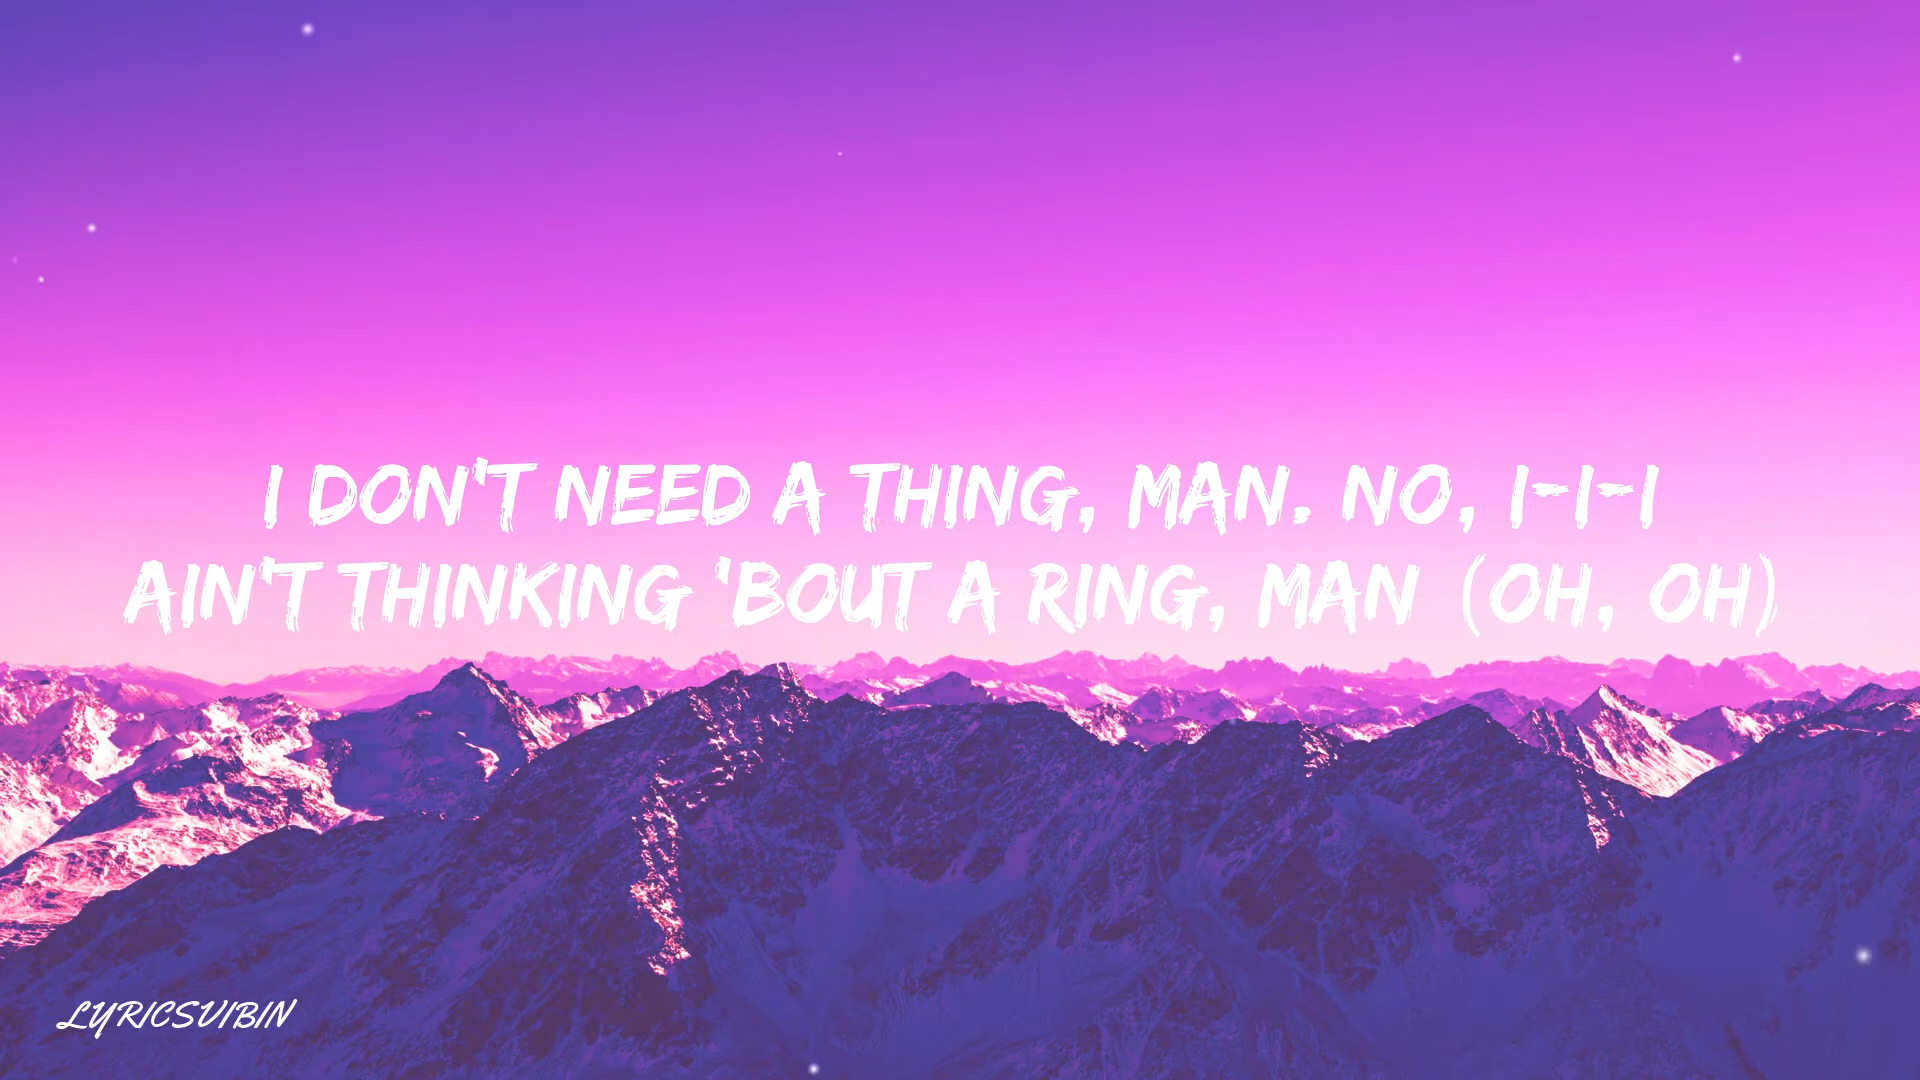 I DON'T NEED A THING, MAN. NO, I-I-I
AIN'T THINKING 'BOUT A RING, MAN (OH, OH)
LYRICSVIBIN